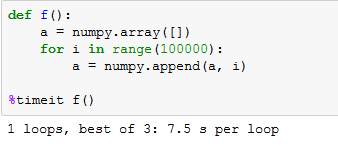 def f():
    a = numpy.array([])
    for i in range(100000):
        a = numpy.append(a, i)
%timeit f()
1 loops, best of 3: 7.5 s per loop